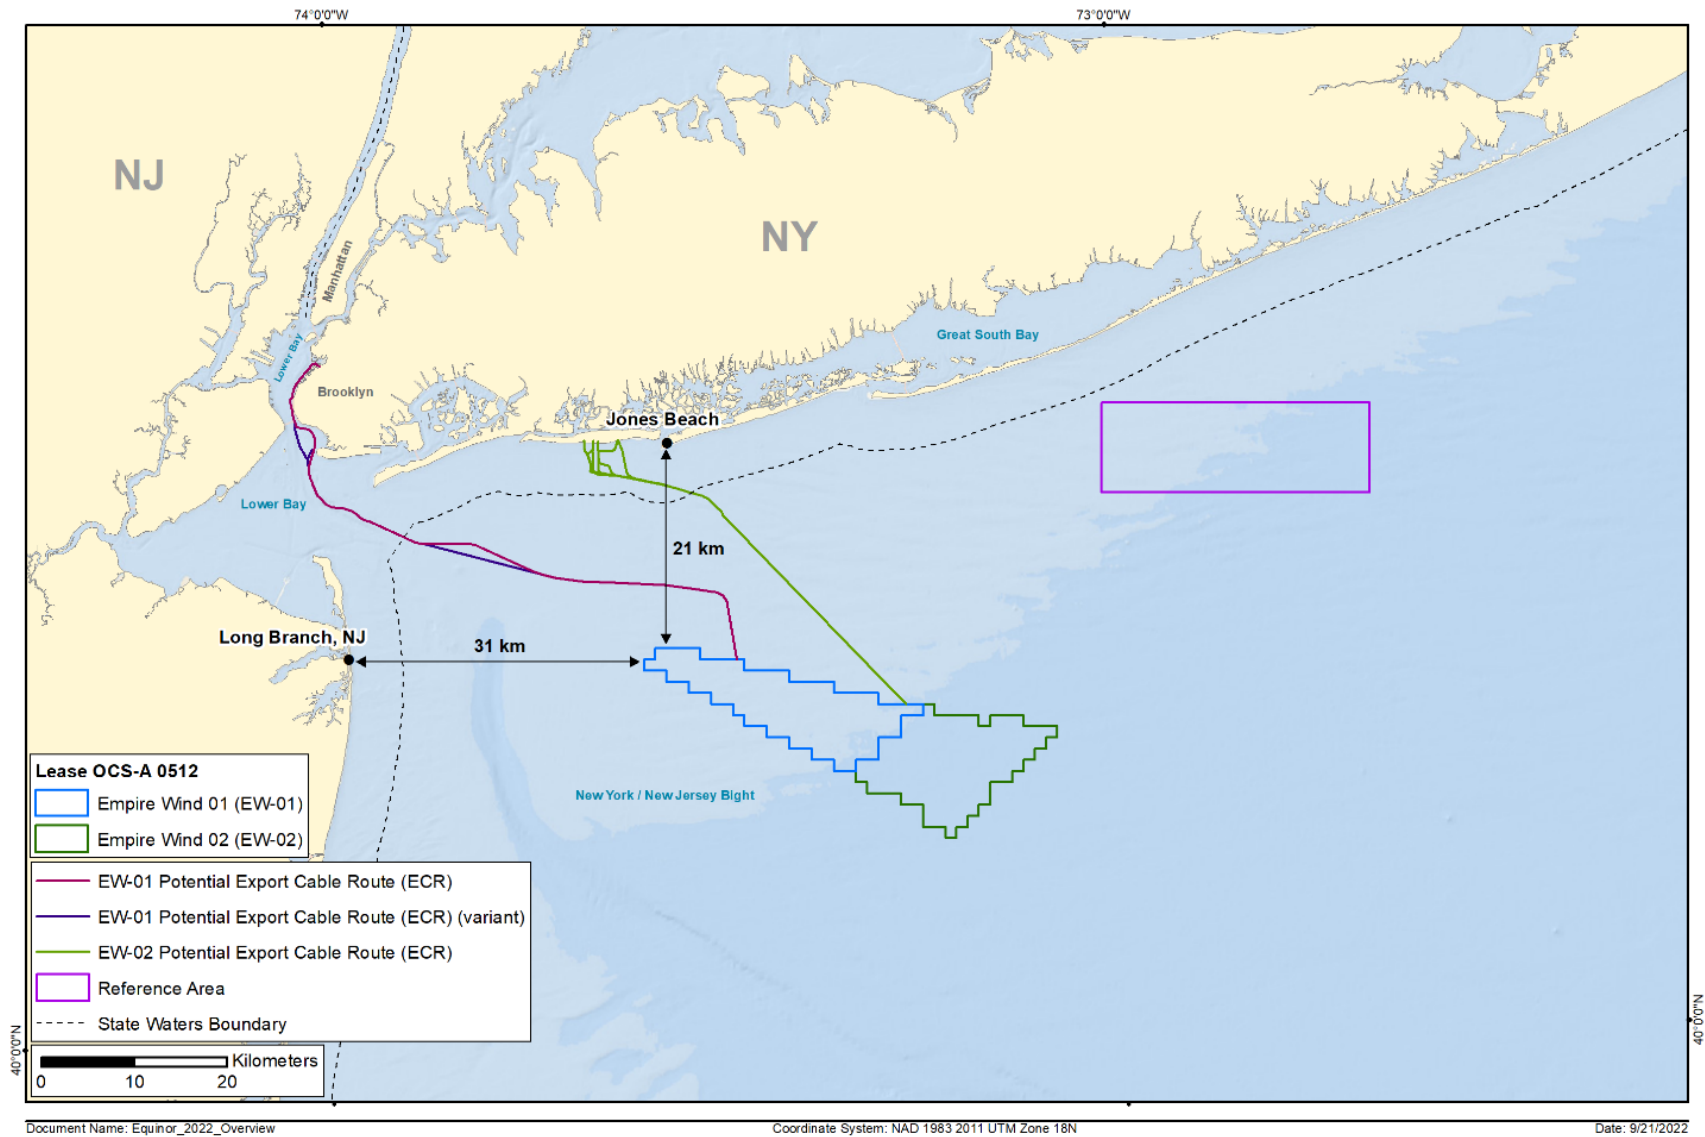 74°0'0"W
73°0'0"W
NJ
NY
Manhattan
Lower Bay
Great South Bay
Brooklyn
Jones Beach
Lower Bay
21 km
Long Branch, NJ
31 km
New York / New Jersey Bight
Lease OCS-A 0512
Empire Wind 01 (EW-01)
Empire Wind 02 (EW-02)
EW-01 Potential Export Cable Route (ECR)
EW-01 Potential Export Cable Route (ECR) (variant)
EW-02 Potential Export Cable Route (ECR)
Reference Area
State Waters Boundary
40°0'0"N
40°0'0"N
Kilometers
0 10 20
Document Name: Equinor_2022_Overview
Coordinate System: NAD 1983 2011 UTM Zone 18N
Date: 9/21/2022